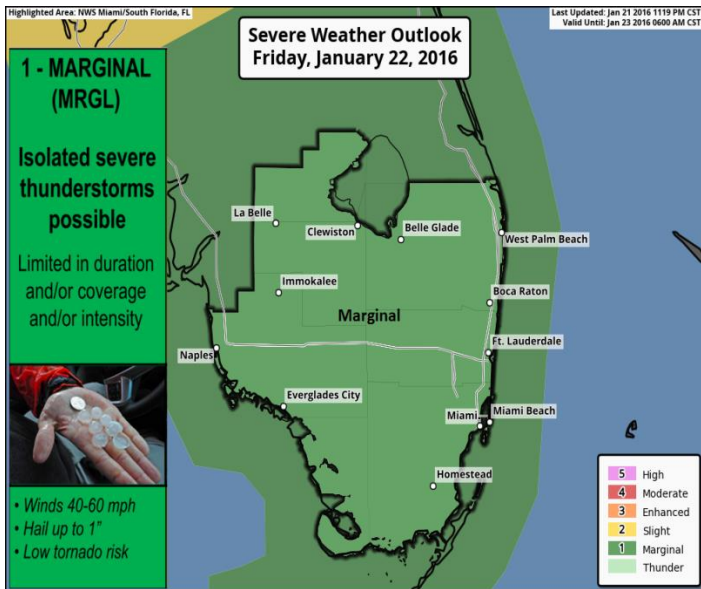 Highlighted Area: NWS Miami/South Florida, FL
Last Updated: Jan 21 2016 1119 PM CST
Valid Until: Jan 23 2016 0600 AM CST
Severe Weather Outlook
Friday, January 22, 2016
1 - MARGINAL
(MRGL)
Isolated severe
thunderstorms
possible
Limited in duration
and/or coverage
and/or intensity
• Winds 40-60 mph
• Hail up to 1”
• Low tornado risk
La Belle
Clewiston
Belle Glade
West Palm Beach
Immokalee
Boca Raton
Marginal
Ft. Lauderdale
Naples
Everglades City
Miami
Miami Beach
Homestead
5 High
4 Moderate
3 Enhanced
2 Slight
1 Marginal
Thunder